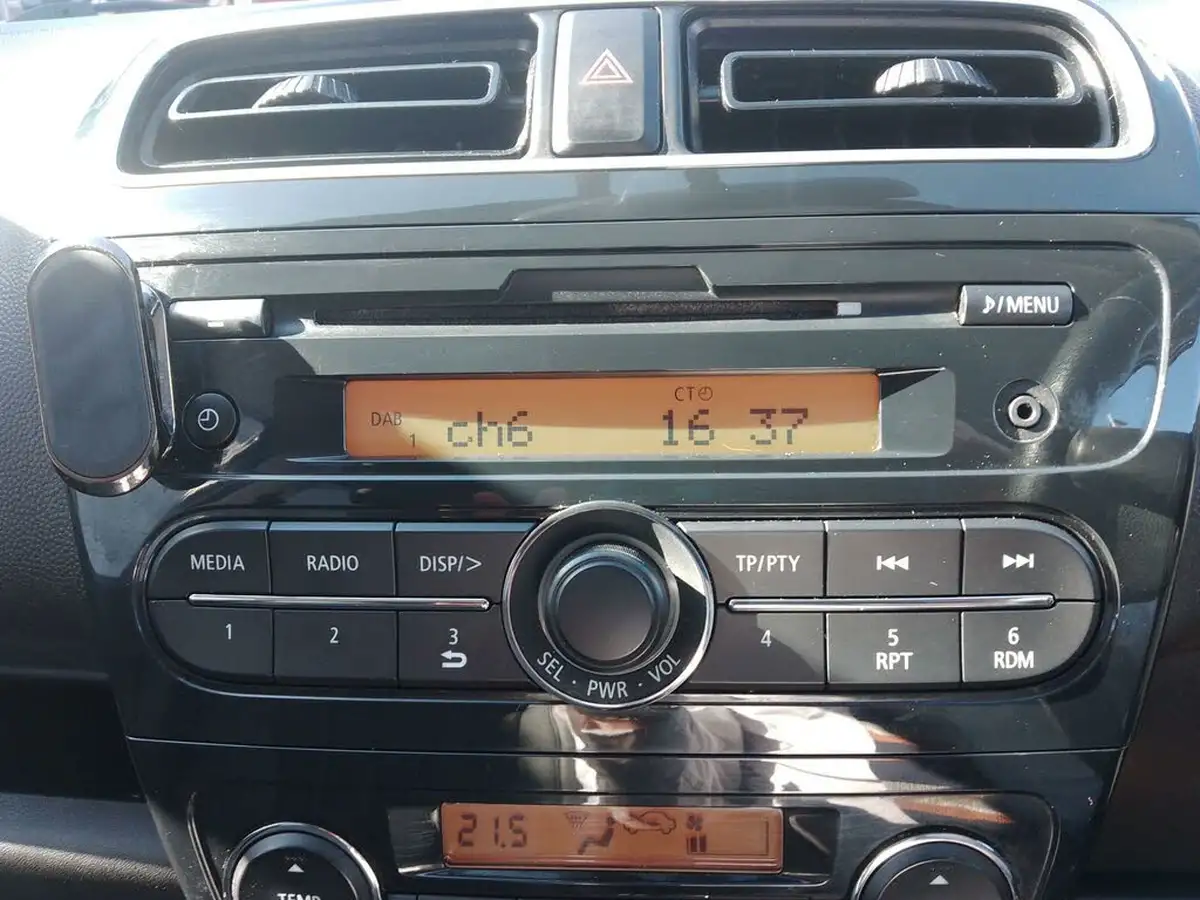 ♪/MENU
CT
DAB 1 ch6 16 37
MEDIA RADIO DISP/> TP/PTY
1 2 3 4 5 6
RPT RDM
SEL · PWR · VOL
21.5
TEMP